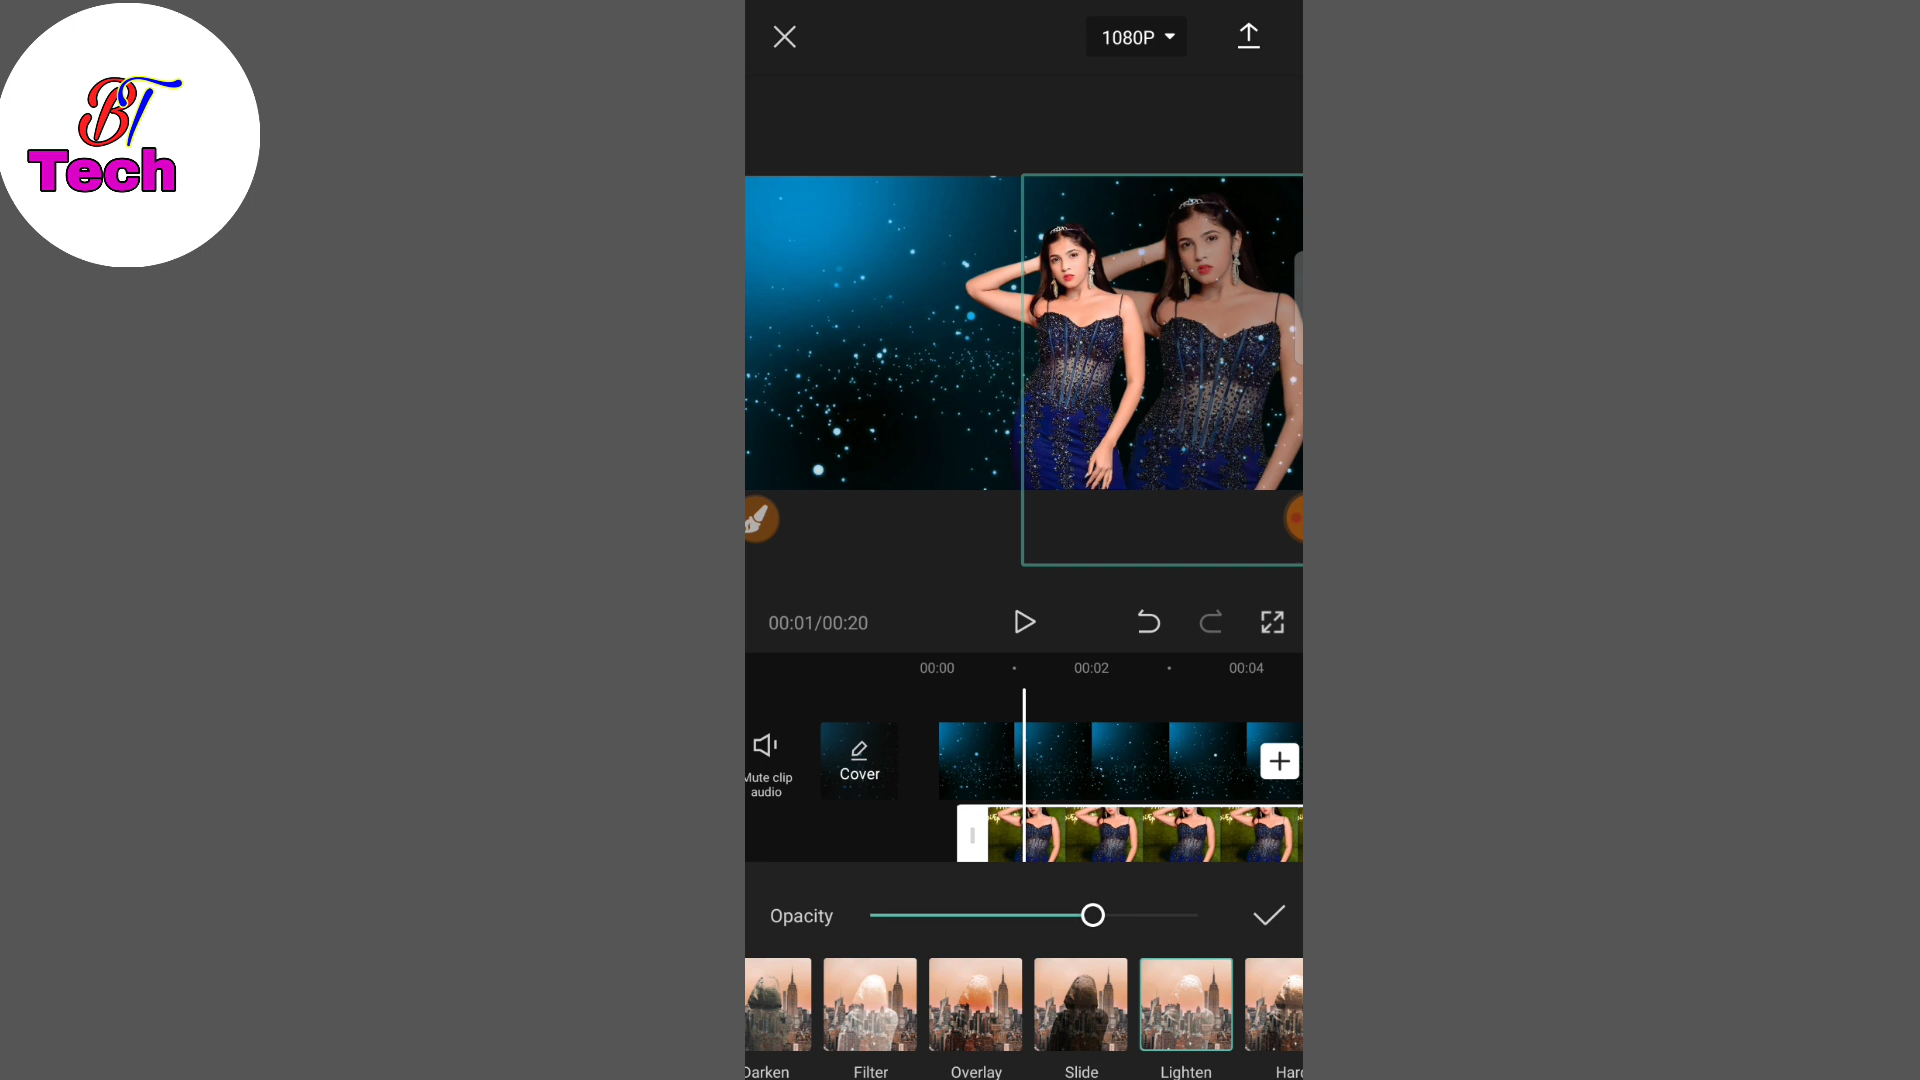 BT
Tech
1080P
00:01/00:20
00:00
00:02
00:04
Mute clip
audio
Cover
Opacity
Darken
Filter
Overlay
Slide
Lighten
Hard